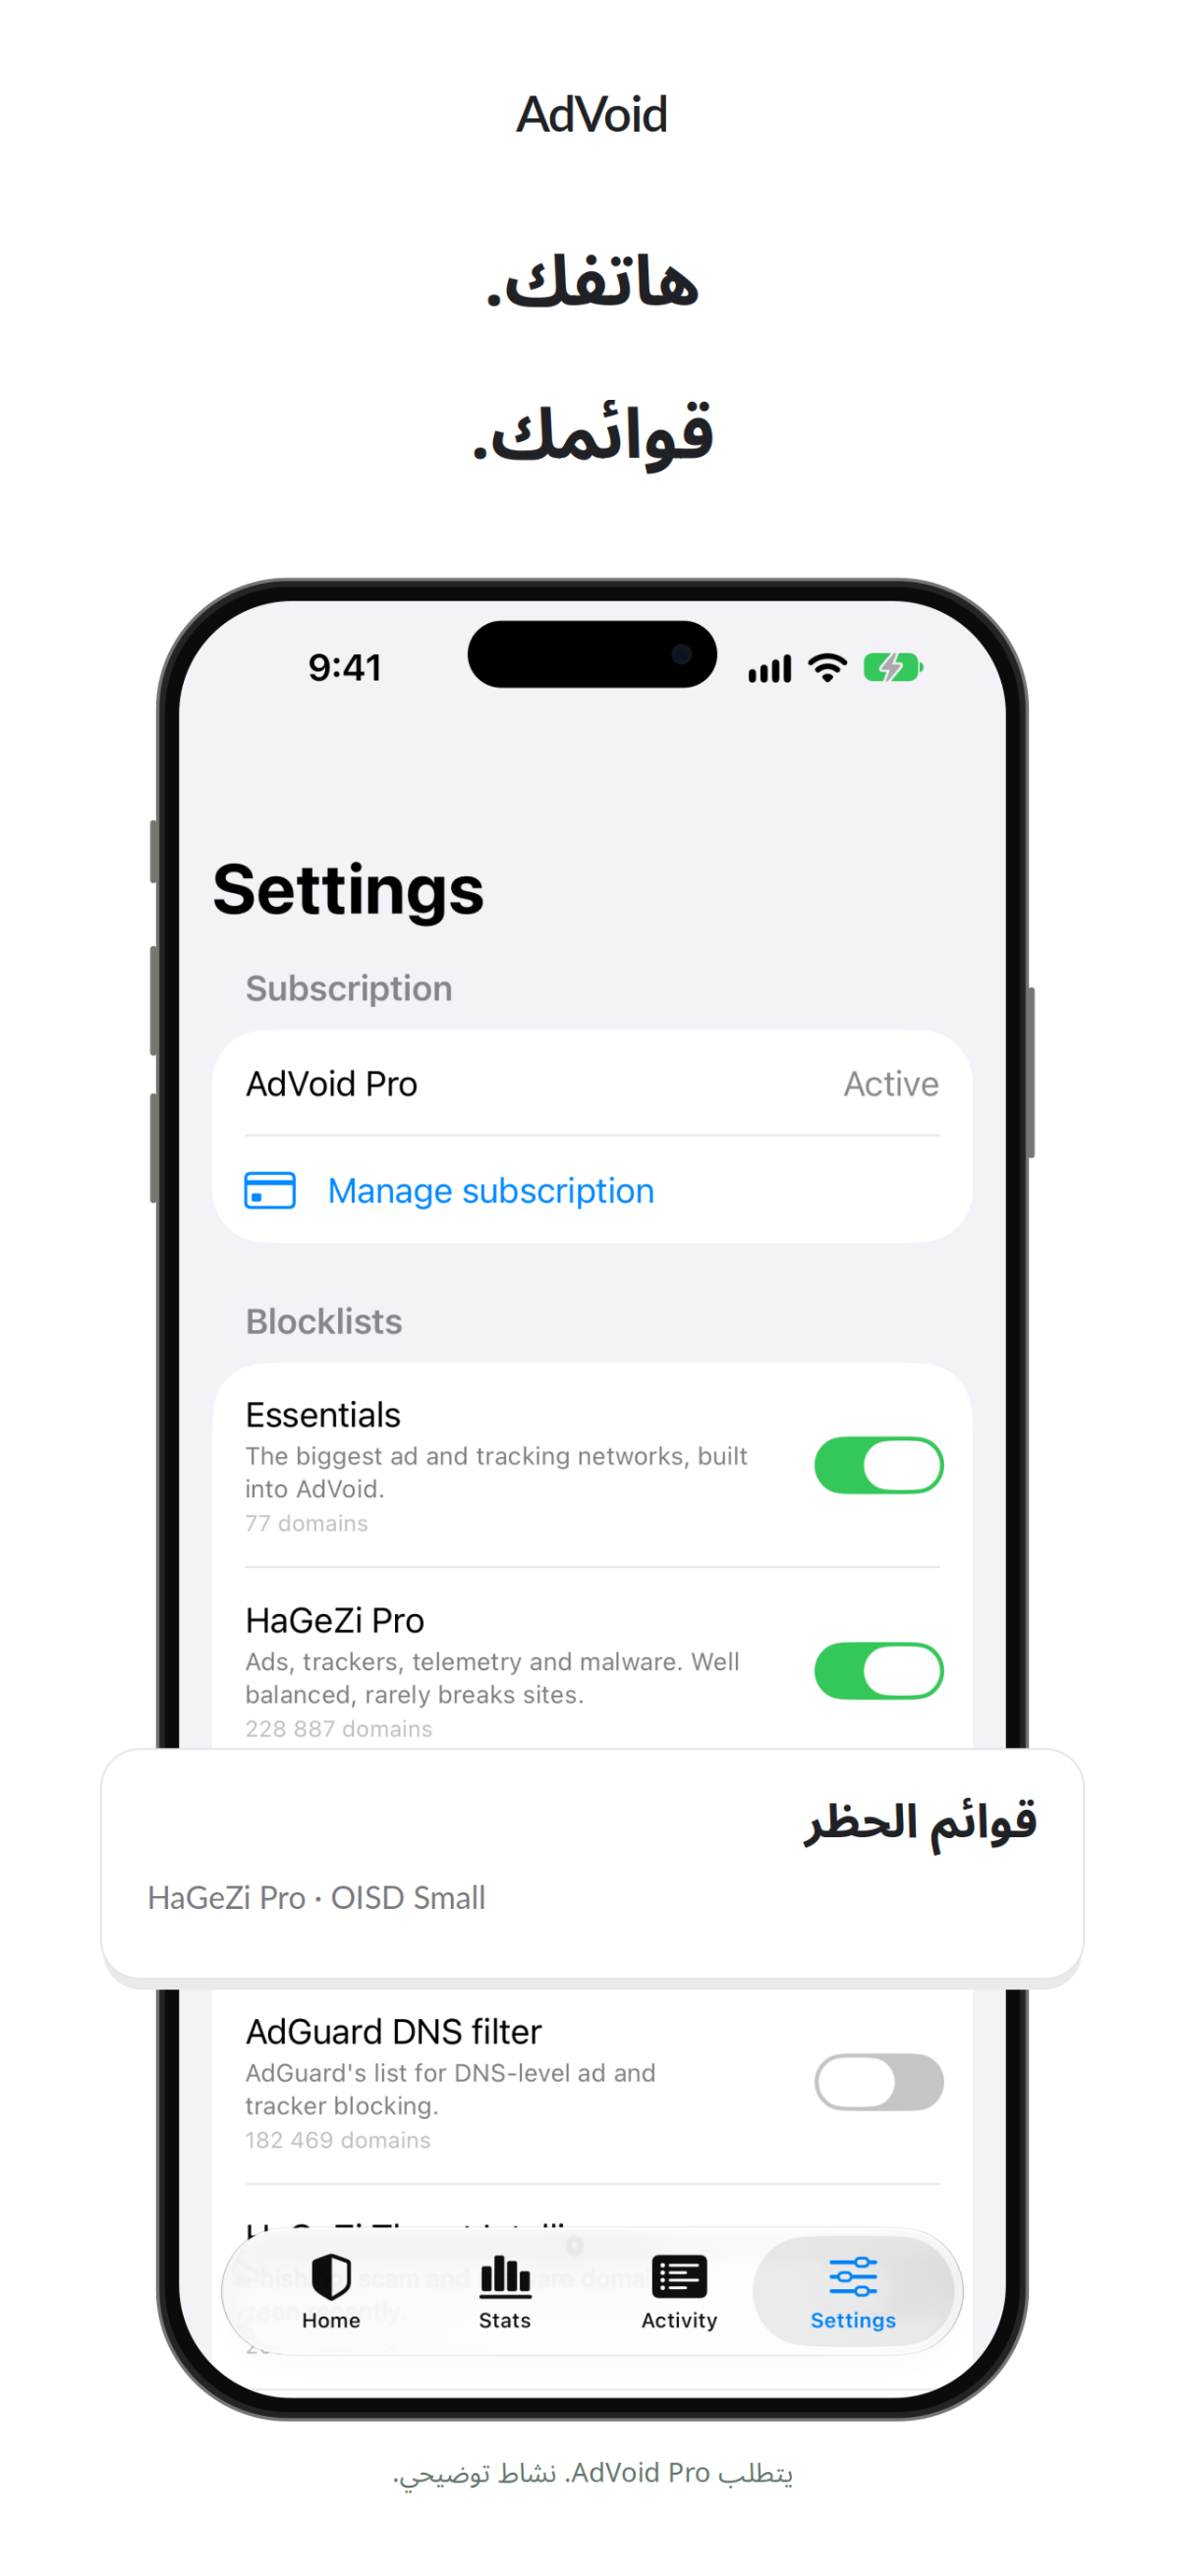 AdVoid
هاتفك.
قوائمك.
9:41
Settings
Subscription
AdVoid Pro
Active
Manage subscription
Blocklists
Essentials
The biggest ad and tracking networks, built
into AdVoid.
77 domains
HaGeZi Pro
Ads, trackers, telemetry and malware. Well
balanced, rarely breaks sites.
228 887 domains
قوائم الحظر
HaGeZi Pro · OISD Small
AdGuard DNS filter
AdGuard's list for DNS-level ad and
tracker blocking.
182 469 domains
Home
Stats
Activity
Settings
يتطلب AdVoid Pro. نشاط توضيحي.